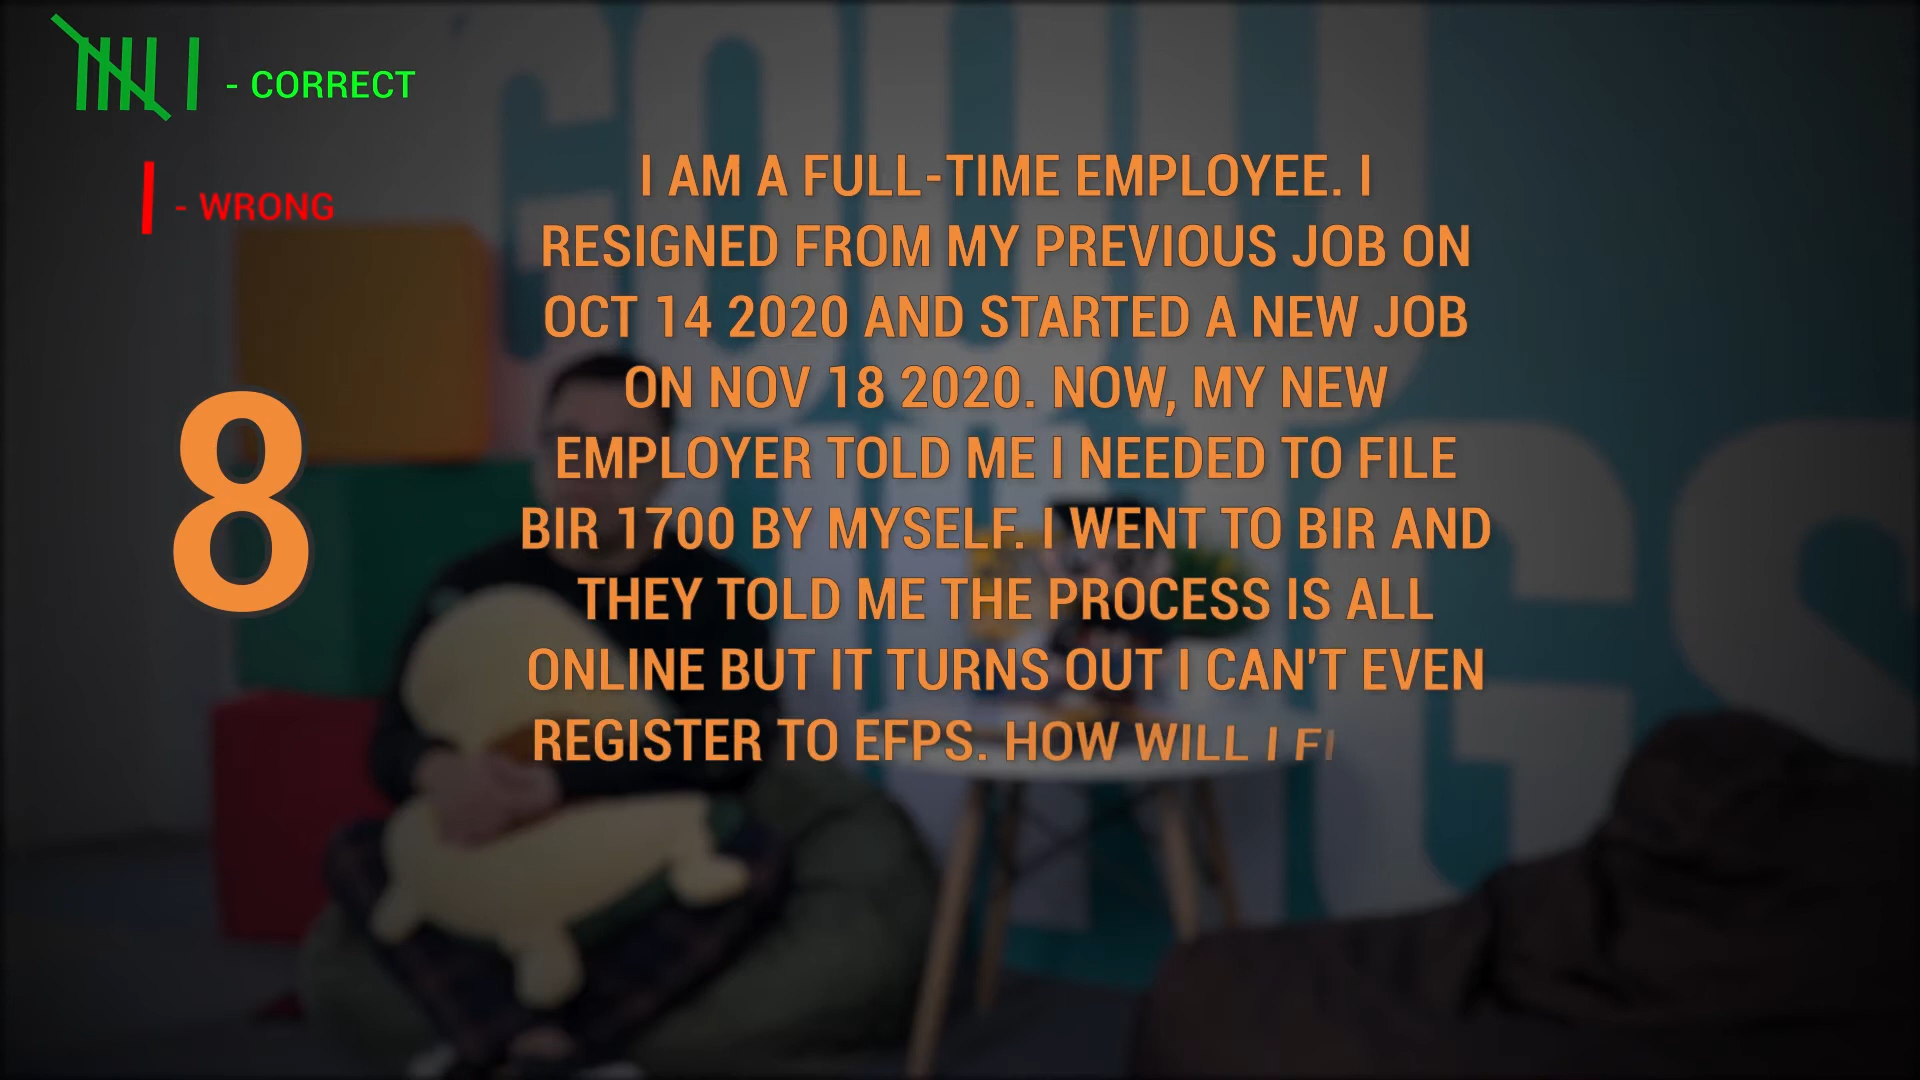 - CORRECT
- WRONG
8
I AM A FULL-TIME EMPLOYEE. I
RESIGNED FROM MY PREVIOUS JOB ON
OCT 14 2020 AND STARTED A NEW JOB
ON NOV 18 2020. NOW, MY NEW
EMPLOYER TOLD ME I NEEDED TO FILE
BIR 1700 BY MYSELF. I WENT TO BIR AND
THEY TOLD ME THE PROCESS IS ALL
ONLINE BUT IT TURNS OUT I CAN'T EVEN
REGISTER TO EFPS. HOW WILL I FI